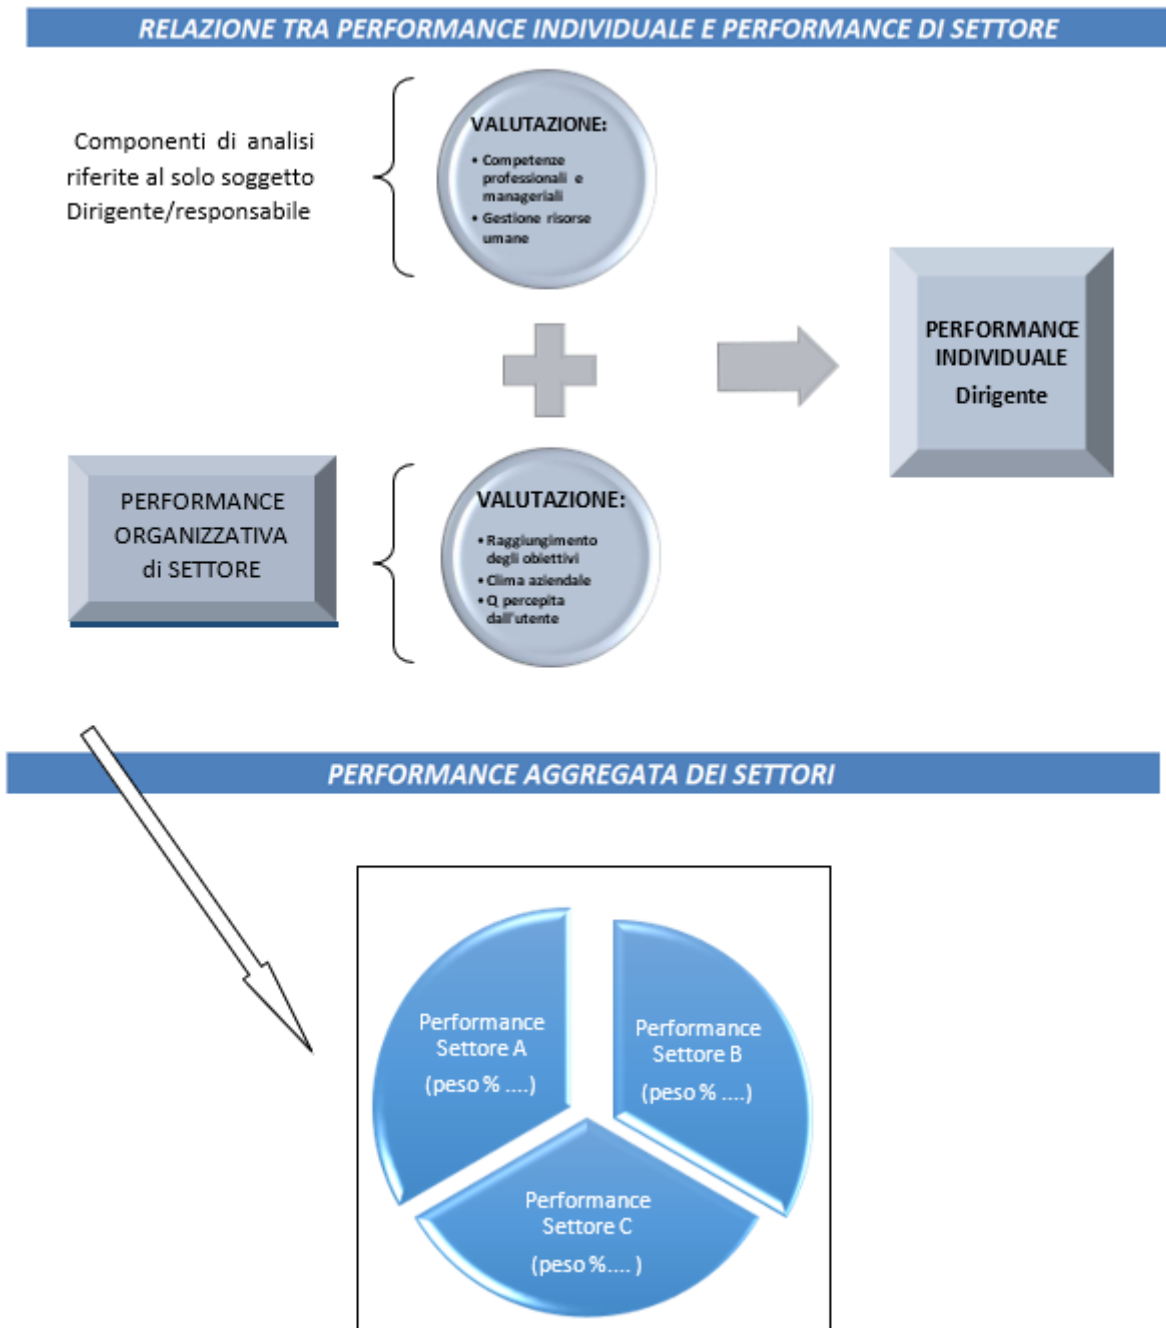 RELAZIONE TRA PERFORMANCE INDIVIDUALE E PERFORMANCE DI SETTORE
Componenti di analisi
riferite al solo soggetto
Dirigente/responsabile
VALUTAZIONE:
• Competenze
professionali e
manageriali
• Gestione risorse
umane
PERFORMANCE
INDIVIDUALE
Dirigente
PERFORMANCE
ORGANIZZATIVA
di SETTORE
VALUTAZIONE:
• Raggiungimento
degli obiettivi
• Clima aziendale
• Q percepita
dall'utente
PERFORMANCE AGGREGATA DEI SETTORI
Performance
Settore A
(peso % ....)
Performance
Settore B
(peso % ....)
Performance
Settore C
(peso %.... )